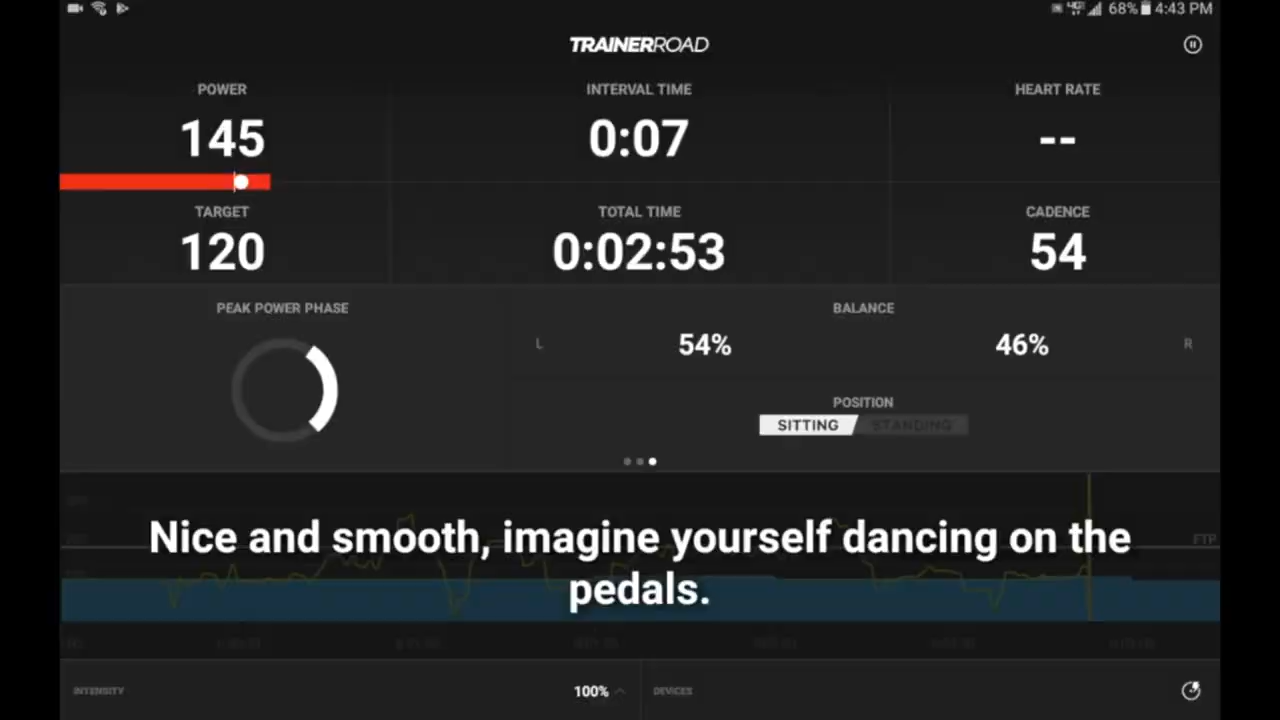 68% 4:43 PM
TRAINERROAD
POWER
INTERVAL TIME
HEART RATE
145
0:07
--
TARGET
TOTAL TIME
CADENCE
120
0:02:53
54
PEAK POWER PHASE
BALANCE
L
54%
46%
R
POSITION
SITTING
STANDING
Nice and smooth, imagine yourself dancing on the
pedals.
FTP
INTENSITY
100%
DEVICES